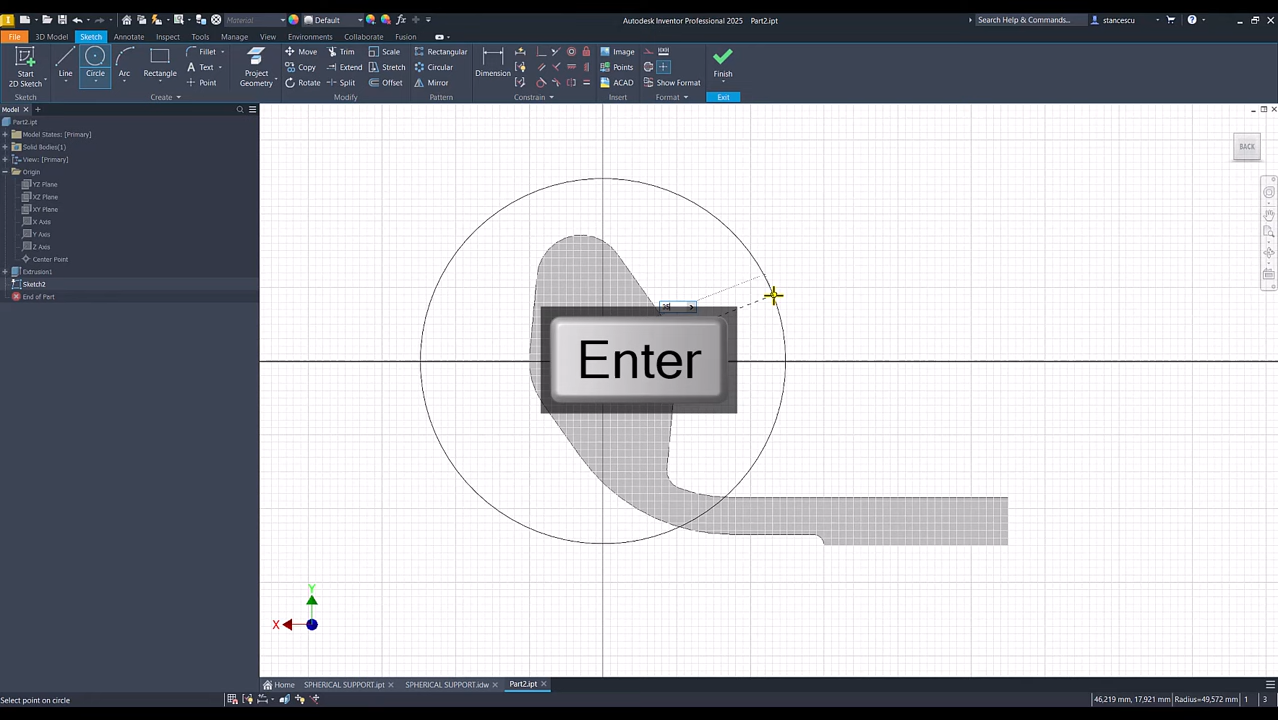 Material
Default
Autodesk Inventor Professional 2025 Part2.ipt
Search Help & Commands...
stancescu
File
3D Model
Sketch
Annotate
Inspect
Tools
Manage
View
Environments
Collaborate
Fusion
Start
2D Sketch
Line
Circle
Arc
Rectangle
Fillet
Text
Point
Project
Geometry
Move
Copy
Rotate
Trim
Extend
Split
Scale
Stretch
Offset
Rectangular
Circular
Mirror
Dimension
Image
Points
ACAD
Show Format
Finish
Sketch
Create
Modify
Pattern
Constrain
Insert
Format
Exit
Model
Part2.ipt
Model States: [Primary]
Solid Bodies(1)
View: [Primary]
Origin
YZ Plane
XZ Plane
XY Plane
X Axis
Y Axis
Z Axis
Center Point
Extrusion1
Sketch2
End of Part
BACK
Enter
Y
X
Home
SPHERICAL SUPPORT.ipt
SPHERICAL SUPPORT.idw
Part2.ipt
Select point on circle
46,219 mm, 17,921 mm
Radius=49,572 mm
1
3